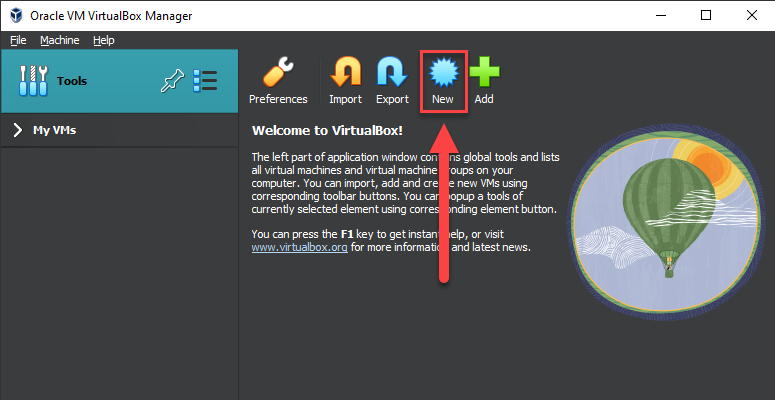 Oracle VM VirtualBox Manager
File Machine Help
Tools
Preferences Import Export New Add
My VMs
Welcome to VirtualBox!
The left part of application window contains global tools and lists
all virtual machines and virtual machine groups on your
computer. You can import, add and create new VMs using
corresponding toolbar buttons. You can popup a tools of
currently selected element using corresponding element button.
You can press the F1 key to get instant help, or visit
www.virtualbox.org for more information and latest news.